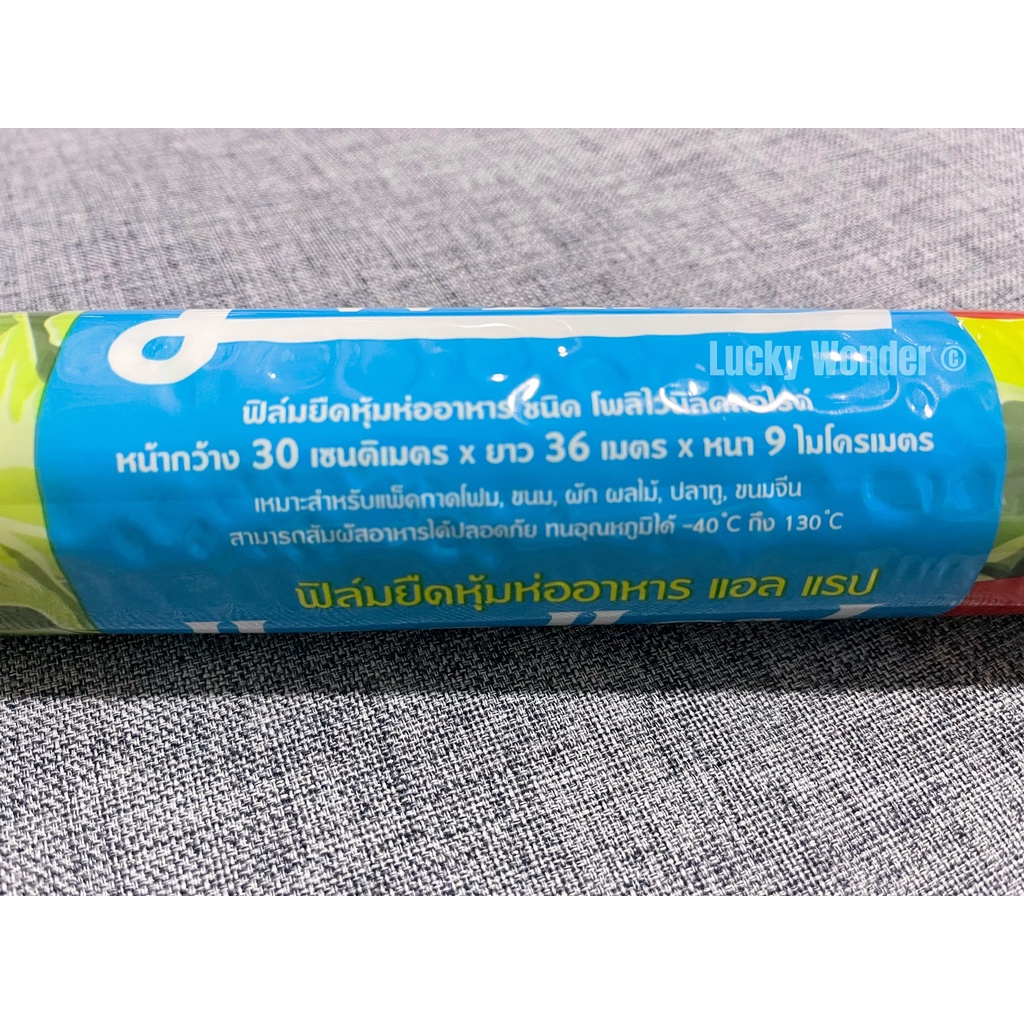 Lucky Wonder ©
ฟิล์มยืดหุ้มห่ออาหาร ชนิด โพลิไวนิลคลอไรด์
หน้ากว้าง 30 เซนติเมตร x ยาว 36 เมตร x หนา 9 ไมโครเมตร
เหมาะสำหรับแพ็คถาดโฟม, ขนม, ผัก ผลไม้, ปลาทู, ขนมจีน
สามารถสัมผัสอาหารได้ปลอดภัย ทนอุณหภูมิได้ -40°C ถึง 130°C
ฟิล์มยืดหุ้มห่ออาหาร แอล แรป